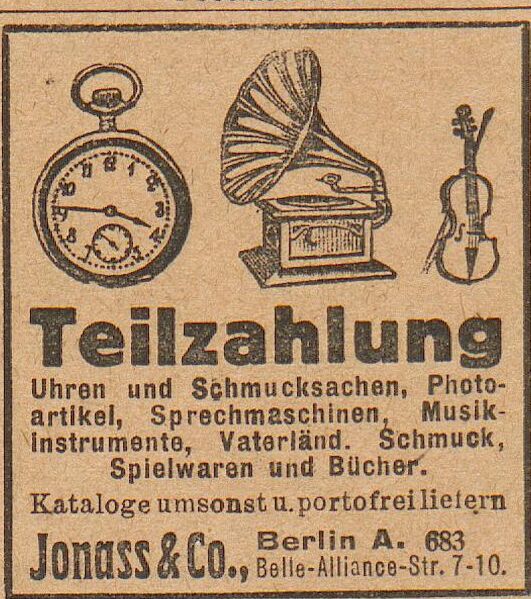 Teilzahlung
Uhren und Schmucksachen, Photo-
artikel, Sprechmaschinen, Musik-
instrumente, Vaterländ. Schmuck,
Spielwaren und Bücher.
Kataloge umsonst u. portofrei liefern
Jonass & Co., Berlin A. 683
Belle-Alliance-Str. 7-10.